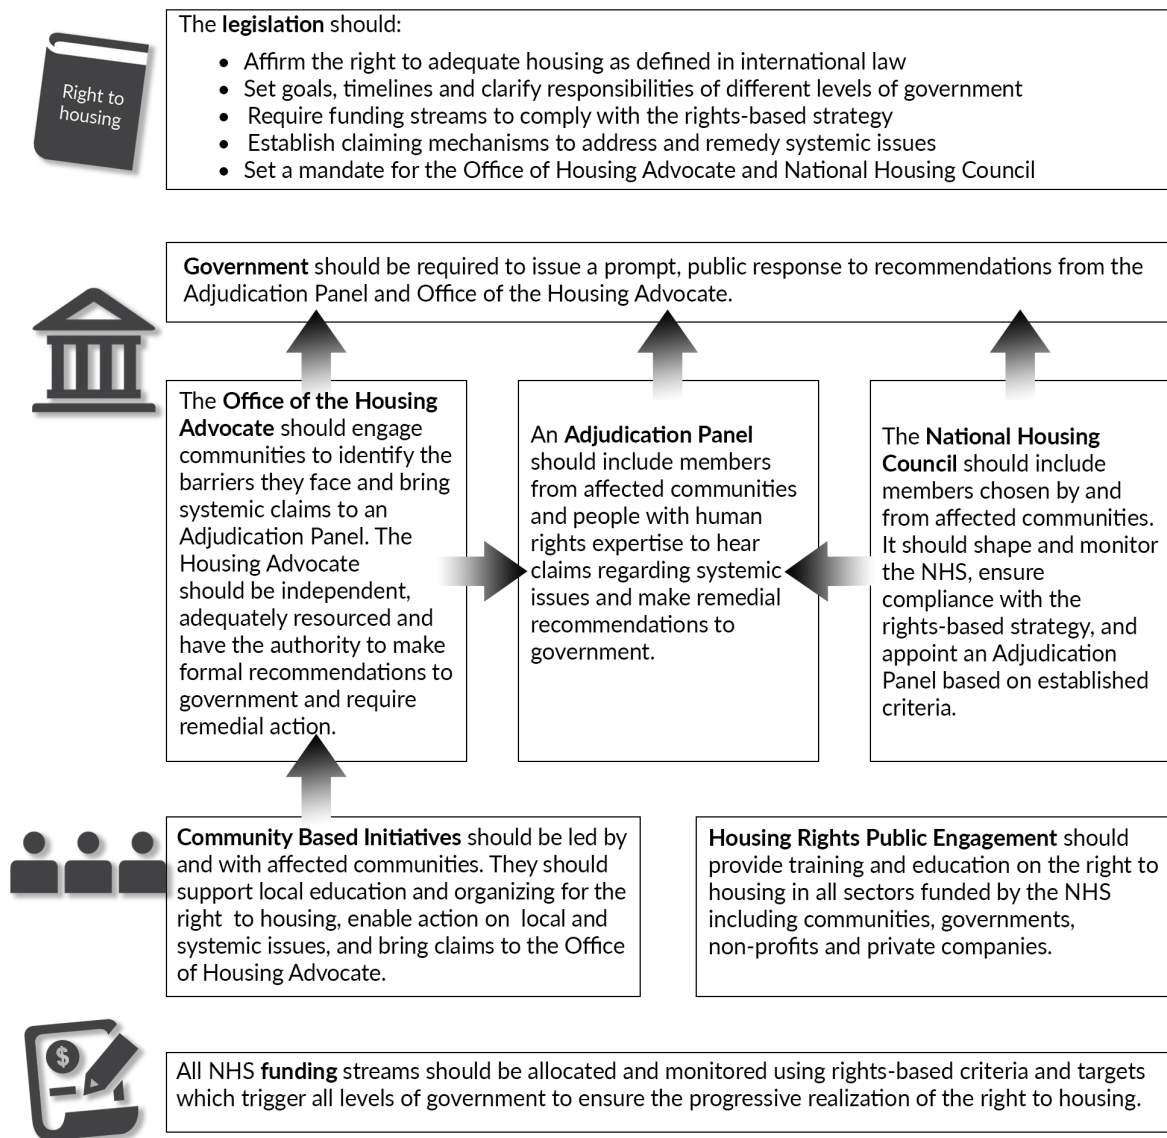 The legislation should:
• Affirm the right to adequate housing as defined in international law
• Set goals, timelines and clarify responsibilities of different levels of government
• Require funding streams to comply with the rights-based strategy
• Establish claiming mechanisms to address and remedy systemic issues
• Set a mandate for the Office of Housing Advocate and National Housing Council
Right to
housing
Government should be required to issue a prompt, public response to recommendations from the
Adjudication Panel and Office of the Housing Advocate.
The Office of the Housing
Advocate should engage
communities to identify the
barriers they face and bring
systemic claims to an
Adjudication Panel. The
Housing Advocate
should be independent,
adequately resourced and
have the authority to make
formal recommendations to
government and require
remedial action.
An Adjudication Panel
should include members
from affected communities
and people with human
rights expertise to hear
claims regarding systemic
issues and make remedial
recommendations to
government.
The National Housing
Council should include
members chosen by and
from affected communities.
It should shape and monitor
the NHS, ensure
compliance with the
rights-based strategy, and
appoint an Adjudication
Panel based on established
criteria.
Community Based Initiatives should be led by
and with affected communities. They should
support local education and organizing for the
right to housing, enable action on local and
systemic issues, and bring claims to the Office
of Housing Advocate.
Housing Rights Public Engagement should
provide training and education on the right to
housing in all sectors funded by the NHS
including communities, governments,
non-profits and private companies.
$
All NHS funding streams should be allocated and monitored using rights-based criteria and targets
which trigger all levels of government to ensure the progressive realization of the right to housing.